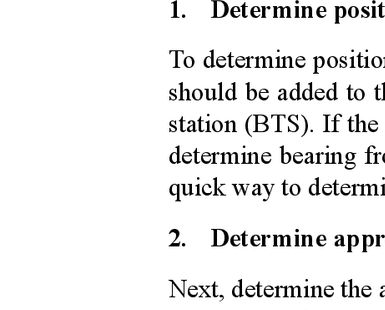 1. Determine posit
To determine position
should be added to th
station (BTS). If the
determine bearing fro
quick way to determi
2. Determine appr
Next, determine the a